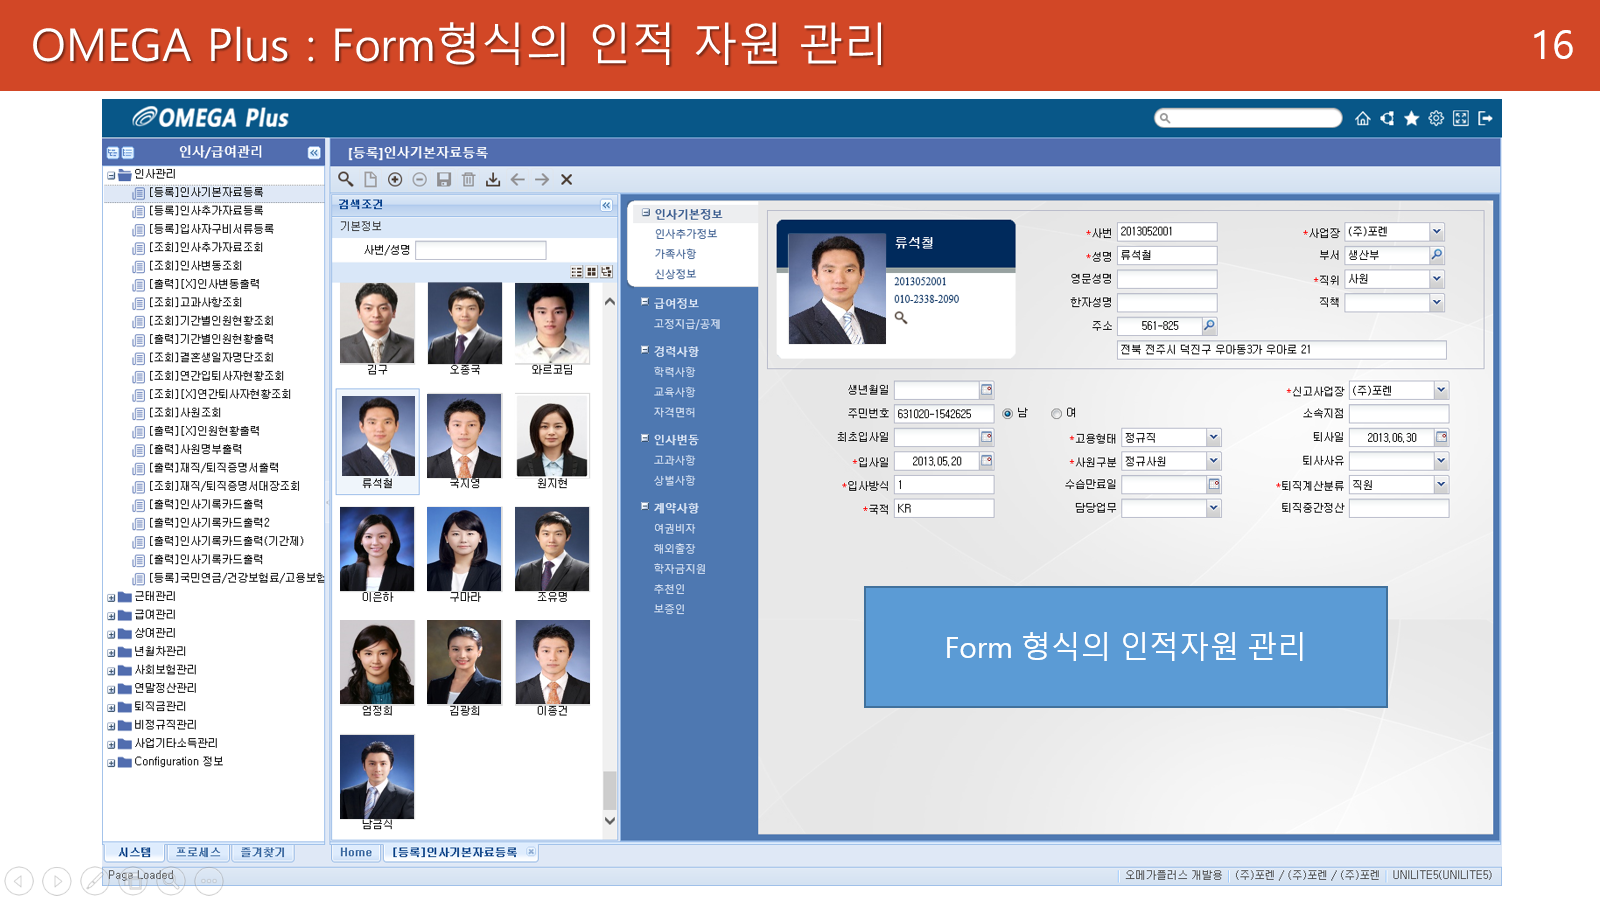 OMEGA Plus : Form형식의 인적 자원 관리
16
OMEGA Plus
인사/급여관리
[등록]인사기본자료등록
인사관리
[등록]인사기본자료등록
[등록]인사추가자료등록
[등록]입사자구비서류등록
[조회]인사추가자료조회
[조회]인사변동조회
[출력][X]인사변동출력
[조회]고과사항조회
[조회]기간별인원현황조회
[출력]기간별인원현황출력
[조회]결혼생일자명단조회
[조회]연간입퇴사자현황조회
[조회][X]연간퇴사자현황조회
[조회]사원조회
[출력][X]인원현황출력
[출력]사원명부출력
[출력]재직/퇴직증명서출력
[조회]재직/퇴직증명서대장조회
[출력]인사기록카드출력
[출력]인사기록카드출력2
[출력]인사기록카드출력(기간제)
[출력]인사기록카드출력
[등록]국민연금/건강보험료/고용보험
근태관리
급여관리
상여관리
년월차관리
사회보험관리
연말정산관리
퇴직금관리
비정규직관리
사업기타소득관리
Configuration 정보
시스템
프로세스
즐겨찾기
검색조건
기본정보
사번/성명
김구
오종국
와르코딤
류석철
국지영
원지현
이은하
구마라
조유명
엄정희
김광희
이종건
남금식
인사기본정보
인사추가정보
가족사항
신상정보
급여정보
고정지급/공제
경력사항
학력사항
교육사항
자격면허
인사변동
고과사항
상벌사항
계약사항
여권비자
해외출장
학자금지원
추천인
보증인
류석철
2013052001
010-2338-2090
*사번 2013052001
*사업장 (주)포렌
*성명 류석철
부서 생산부
영문성명
*직위 사원
한자성명
직책
주소 561-825
전북 전주시 덕진구 우아동3가 우아로 21
생년월일
*신고사업장 (주)포렌
주민번호 631020-1542625 남 여
소속지점
최초입사일
*고용형태 정규직
퇴사일 2013.06.30
*입사일 2013.05.20
*사원구분 정규사원
퇴사사유
*입사방식 1
수습만료일
*퇴직계산분류 직원
*국적 KR
담당업무
퇴직중간정산
Form 형식의 인적자원 관리
Home
[등록]인사기본자료등록
Page Loaded
오메가플러스 개발용
(주)포렌 / (주)포렌 / (주)포렌
UNILITE5(UNILITE5)